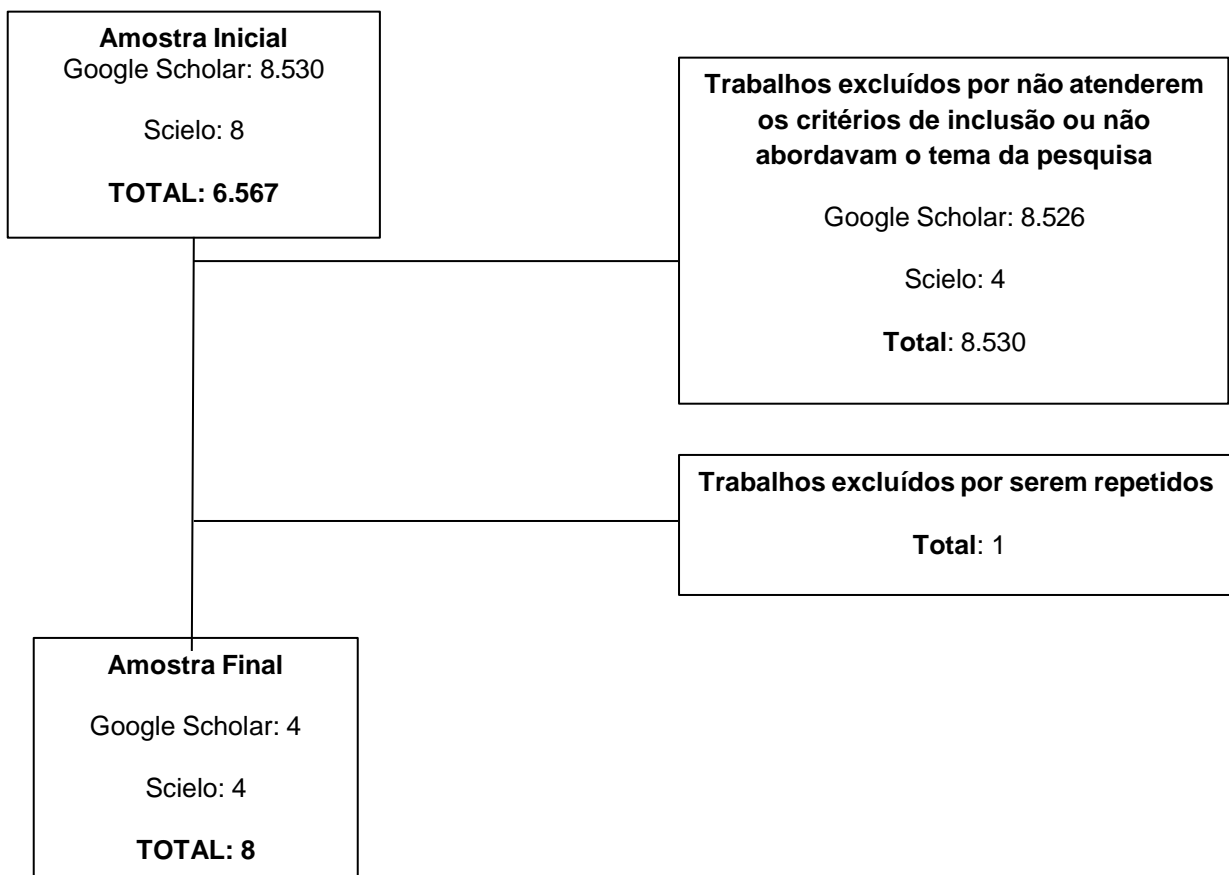 Amostra Inicial
Google Scholar: 8.530
Scielo: 8
TOTAL: 6.567
Trabalhos excluídos por não atenderem
os critérios de inclusão ou não
abordavam o tema da pesquisa
Google Scholar: 8.526
Scielo: 4
Total: 8.530
Trabalhos excluídos por serem repetidos
Total: 1
Amostra Final
Google Scholar: 4
Scielo: 4
TOTAL: 8